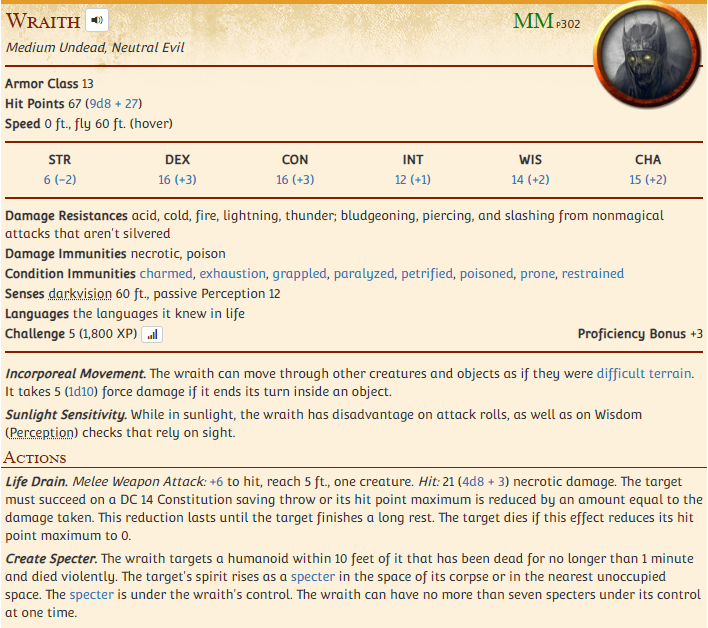 WRAITH MM P302
Medium Undead, Neutral Evil
Armor Class 13
Hit Points 67 (9d8 + 27)
Speed 0 ft., fly 60 ft. (hover)
STR DEX CON INT WIS CHA
6 (−2) 16 (+3) 16 (+3) 12 (+1) 14 (+2) 15 (+2)
Damage Resistances acid, cold, fire, lightning, thunder; bludgeoning, piercing, and slashing from nonmagical
attacks that aren't silvered
Damage Immunities necrotic, poison
Condition Immunities charmed, exhaustion, grappled, paralyzed, petrified, poisoned, prone, restrained
Senses darkvision 60 ft., passive Perception 12
Languages the languages it knew in life
Challenge 5 (1,800 XP) Proficiency Bonus +3
Incorporeal Movement. The wraith can move through other creatures and objects as if they were difficult terrain.
It takes 5 (1d10) force damage if it ends its turn inside an object.
Sunlight Sensitivity. While in sunlight, the wraith has disadvantage on attack rolls, as well as on Wisdom
(Perception) checks that rely on sight.
ACTIONS
Life Drain. Melee Weapon Attack: +6 to hit, reach 5 ft., one creature. Hit: 21 (4d8 + 3) necrotic damage. The target
must succeed on a DC 14 Constitution saving throw or its hit point maximum is reduced by an amount equal to the
damage taken. This reduction lasts until the target finishes a long rest. The target dies if this effect reduces its hit
point maximum to 0.
Create Specter. The wraith targets a humanoid within 10 feet of it that has been dead for no longer than 1 minute
and died violently. The target's spirit rises as a specter in the space of its corpse or in the nearest unoccupied
space. The specter is under the wraith's control. The wraith can have no more than seven specters under its control
at one time.